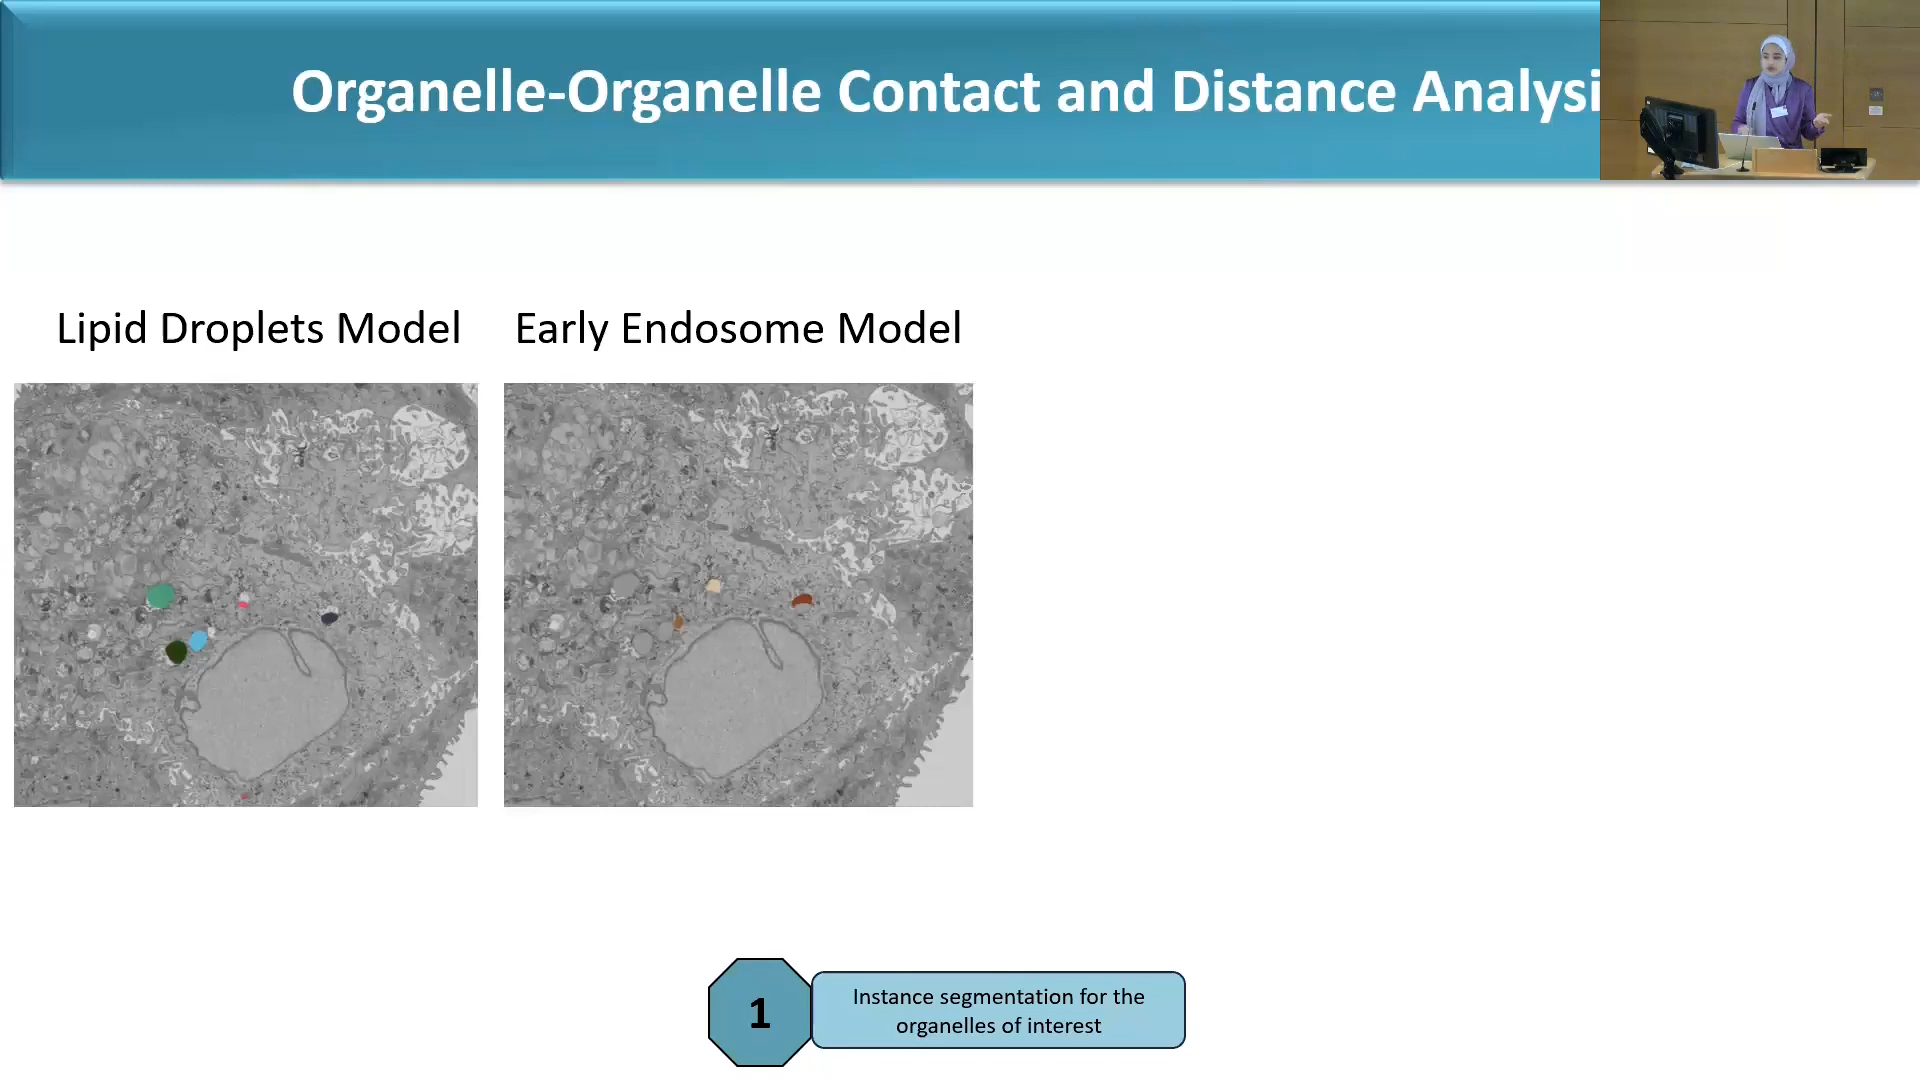 Organelle-Organelle Contact and Distance Analysi
Lipid Droplets Model
Early Endosome Model
1
Instance segmentation for the
organelles of interest